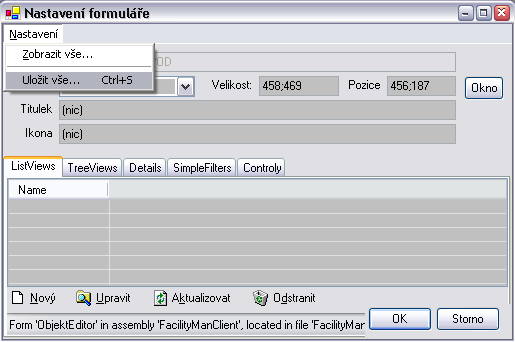 Nastavení formuláře
Nastavení
Zobrazit vše...
Uložit vše... Ctrl+S
Velikost: 458;469 Pozice 456;187 Okno
Titulek (nic)
Ikona (nic)
ListViews TreeViews Details SimpleFilters Controly
Name
Nový Upravit Aktualizovat Odstranit
Form 'ObjektEditor' in assembly 'FacilityManClient', located in file 'FacilityMan
OK Storno